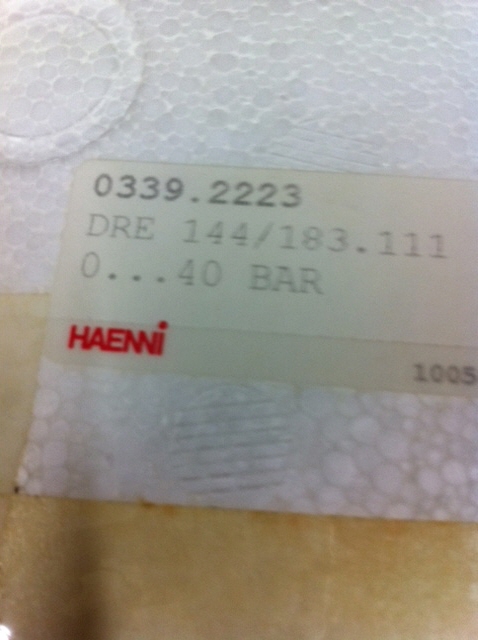 0339.2223
DRE 144/183.111
0...40 BAR
HAENNI
1005